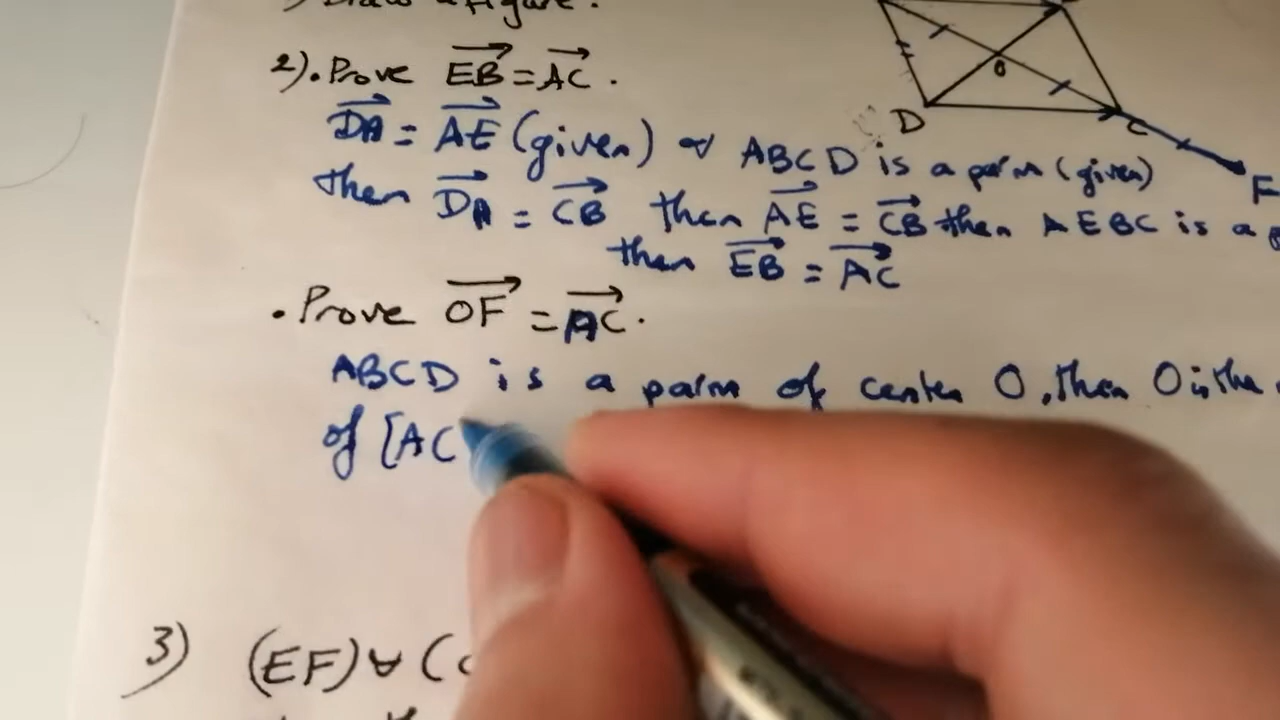 2). Prove EB = AC.
DA = AE (given) & ABCD is a parm (given)
then DA = CB then AE = CB then AEBC is a
then EB = AC
. Prove OF = AC.
ABCD is a parm of center O, then O is the
of [AC
3) (EF) & (
D
O
C
F